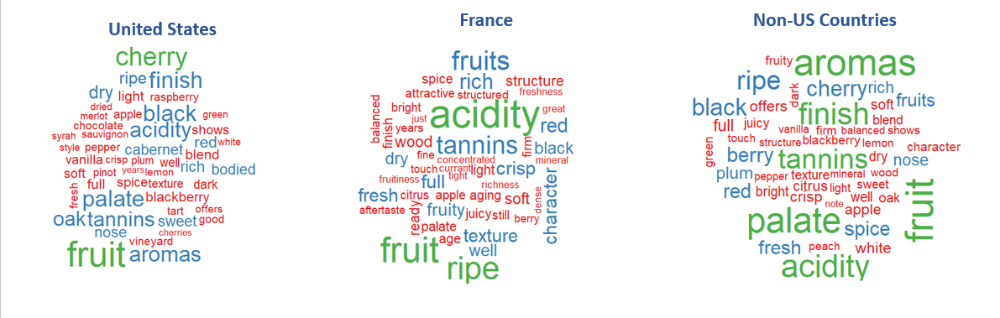 United States
cherry
ripe finish
dry light raspberry
dried
merlot apple black green
chocolate
acidity shows
syrah sauvignon
red white
style pepper cabernet
vanilla crisp plum well blend
rich bodied
soft pinot years lemon
full spice texture dark
fresh
palate blackberry
tart offers
oak tannins sweet good
nose cherries
vineyard
fruit aromas
France
fruits
spice rich structure
attractive structured freshness
balanced
bright acidity great
just
finish years red
wood tannins firm
black
dry fine concentrated mineral
touch currant light crisp
fruitiness full tight
richness character
fresh citrus apple aging soft dense
aftertaste ready fruity juicy still berry
palate
age texture
fruit well
ripe
Non-US Countries
fruity aromas
ripe dark cherry rich
black offers finish soft fruits
full juicy blend
vanilla firm balanced shows
touch structure blackberry lemon
green character
berry tannins dry nose
plum pepper texture mineral wood
citrus light sweet
red bright crisp well oak
note apple
fruit
palate spice
fresh peach white
acidity